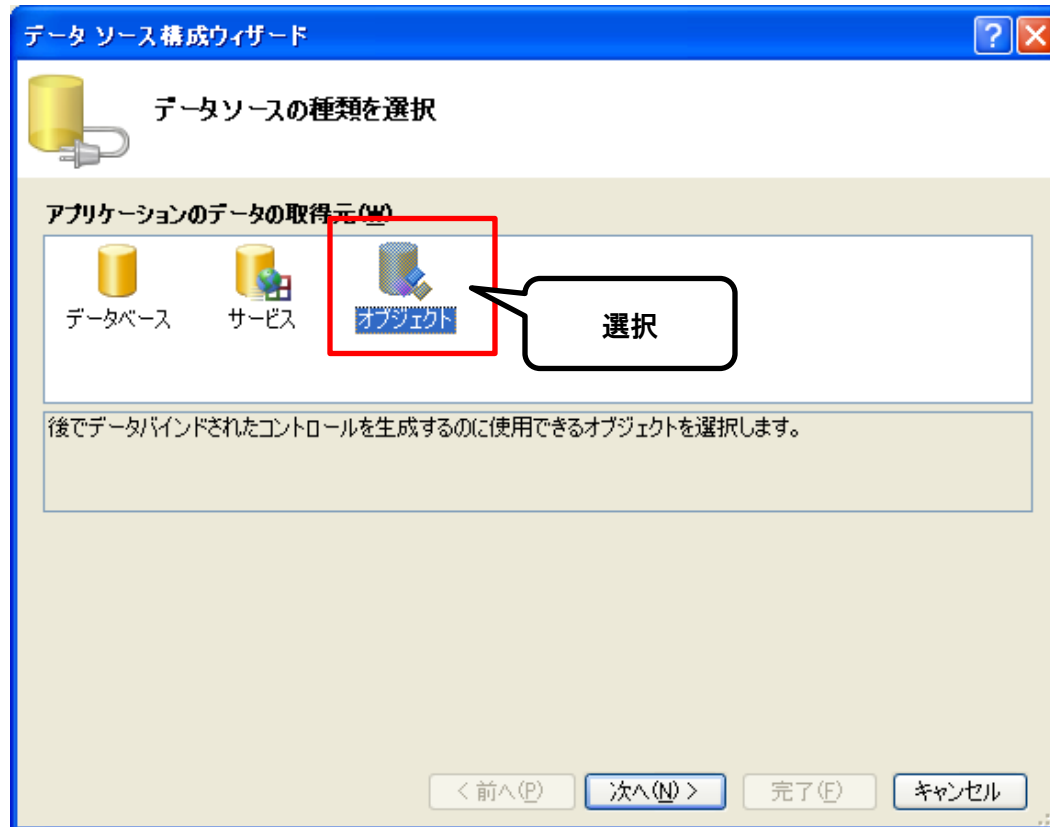 データ ソース構成ウィザード
データソースの種類を選択
アプリケーションのデータの取得元(W)
データベース
サービス
オブジェクト
選択
後でデータバインドされたコントロールを生成するのに使用できるオブジェクトを選択します。
< 前へ(P)
次へ(N) >
完了(F)
キャンセル